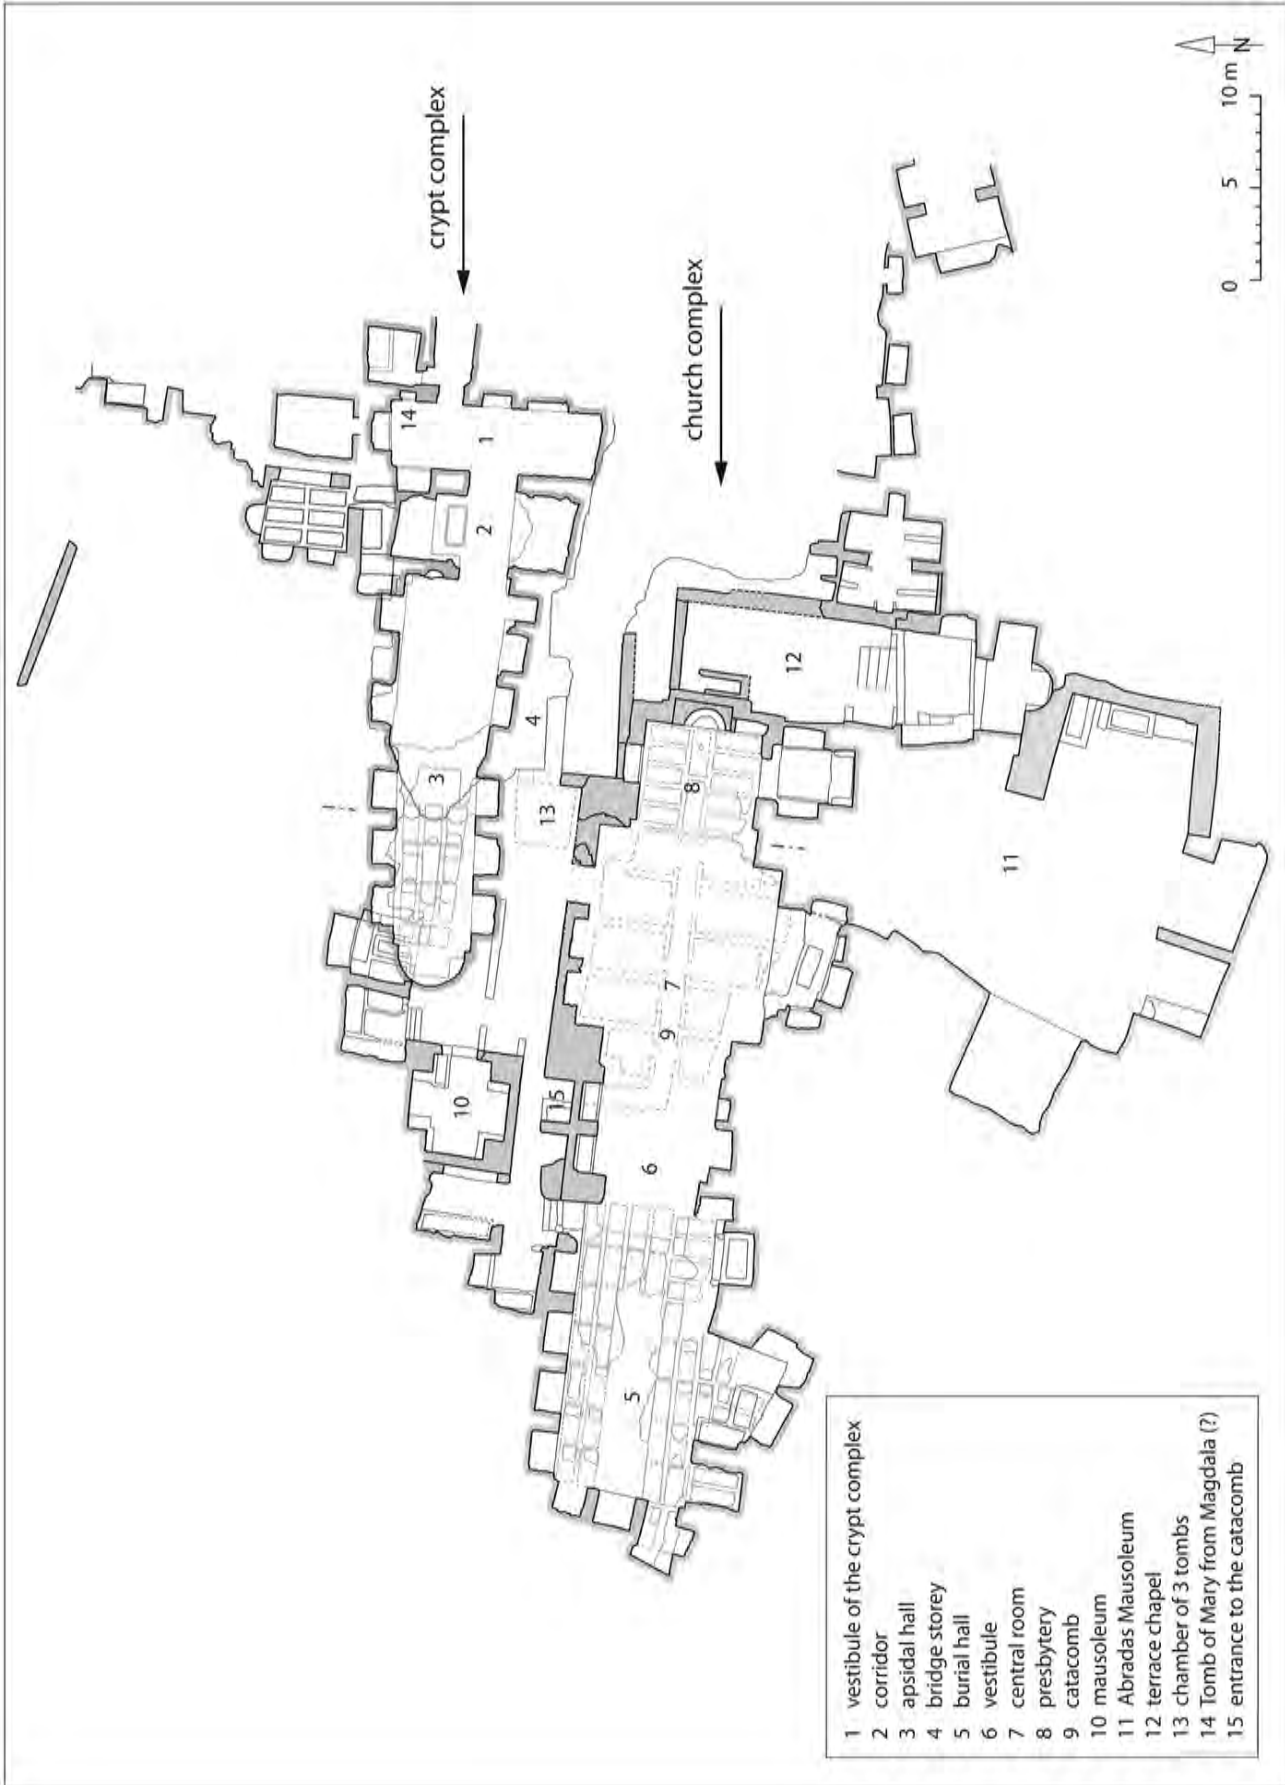 crypt complex
church complex
N
0 5 10 m
1
2
3
4
5
6
7
8
9
10
11
12
13
14
15
1 vestibule of the crypt complex
2 corridor
3 apsidal hall
4 bridge storey
5 burial hall
6 vestibule
7 central room
8 presbytery
9 catacomb
10 mausoleum
11 Abradas Mausoleum
12 terrace chapel
13 chamber of 3 tombs
14 Tomb of Mary from Magdala (?)
15 entrance to the catacomb